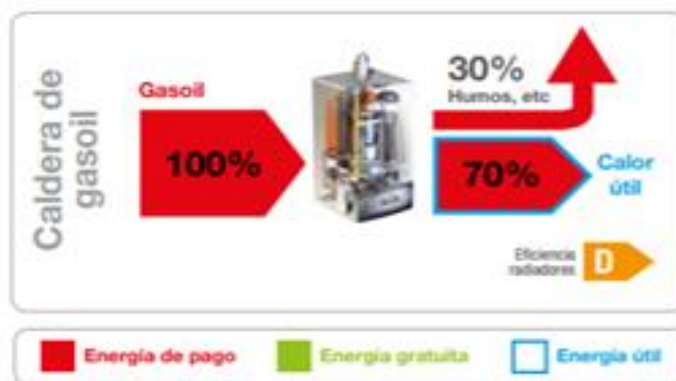 Caldera de
gasoil
Gasoil
100%
30%
Humos, etc
70%
Calor
útil
Eficiencia
radiadores
D
Energía de pago
Energía gratuita
Energía útil